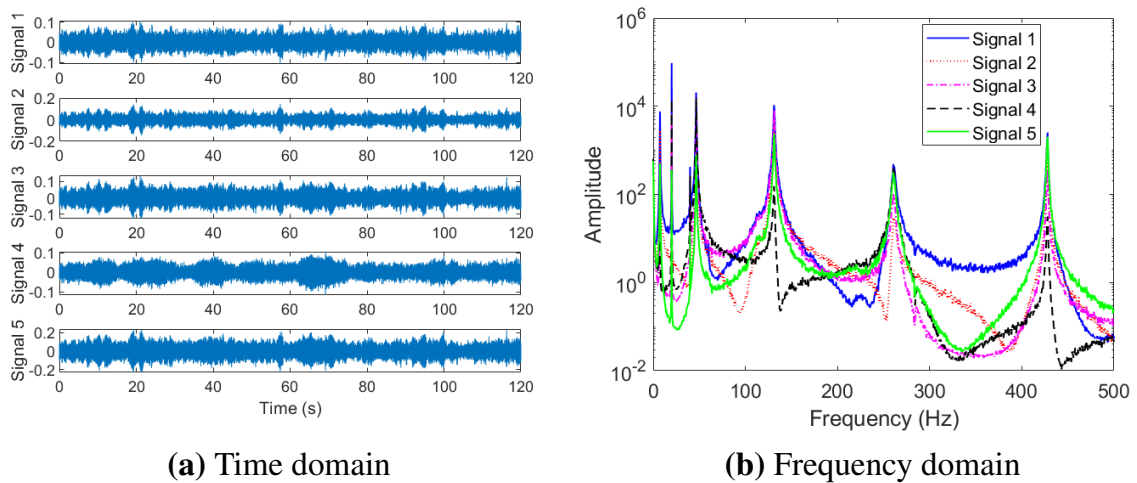 Signal 1
0.1
0
-0.1
0 20 40 60 80 100 120
Signal 2
0.2
0
-0.2
0 20 40 60 80 100 120
Signal 3
0.1
0
-0.1
0 20 40 60 80 100 120
Signal 4
0.1
0
-0.1
0 20 40 60 80 100 120
Signal 5
0.2
0
-0.2
0 20 40 60 80 100 120
Time (s)
(a) Time domain
Amplitude
10^6
10^4
10^2
10^0
10^-2
Signal 1
Signal 2
Signal 3
Signal 4
Signal 5
0 100 200 300 400 500
Frequency (Hz)
(b) Frequency domain